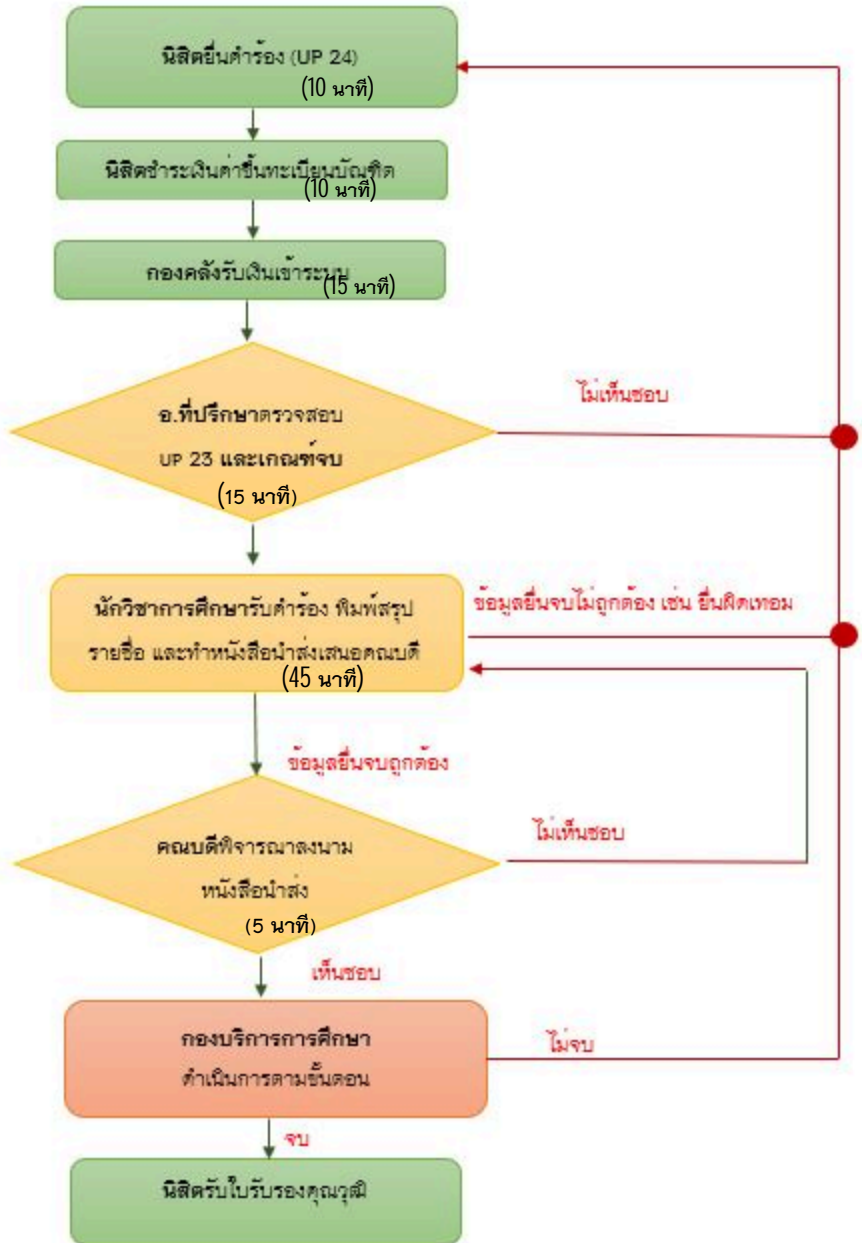 นิสิตยื่นคำร้อง (UP 24)
(10 นาที)
นิสิตชำระเงินค่าขึ้นทะเบียนบัณฑิต
(10 นาที)
กองคลังรับเงินเข้าระบบ
(15 นาที)
อ.ที่ปรึกษาตรวจสอบ
UP 23 และเกณฑ์จบ
(15 นาที)
ไม่เห็นชอบ
นักวิชาการศึกษารับคำร้อง พิมพ์สรุป
รายชื่อ และทำหนังสือนำส่งเสนอคณบดี
(45 นาที)
ข้อมูลยื่นจบไม่ถูกต้อง เช่น ยื่นผิดเทอม
ข้อมูลยื่นจบถูกต้อง
คณบดีพิจารณาลงนาม
หนังสือนำส่ง
(5 นาที)
ไม่เห็นชอบ
เห็นชอบ
กองบริการการศึกษา
ดำเนินการตามขั้นตอน
ไม่จบ
จบ
นิสิตรับใบรับรองคุณวุฒิ